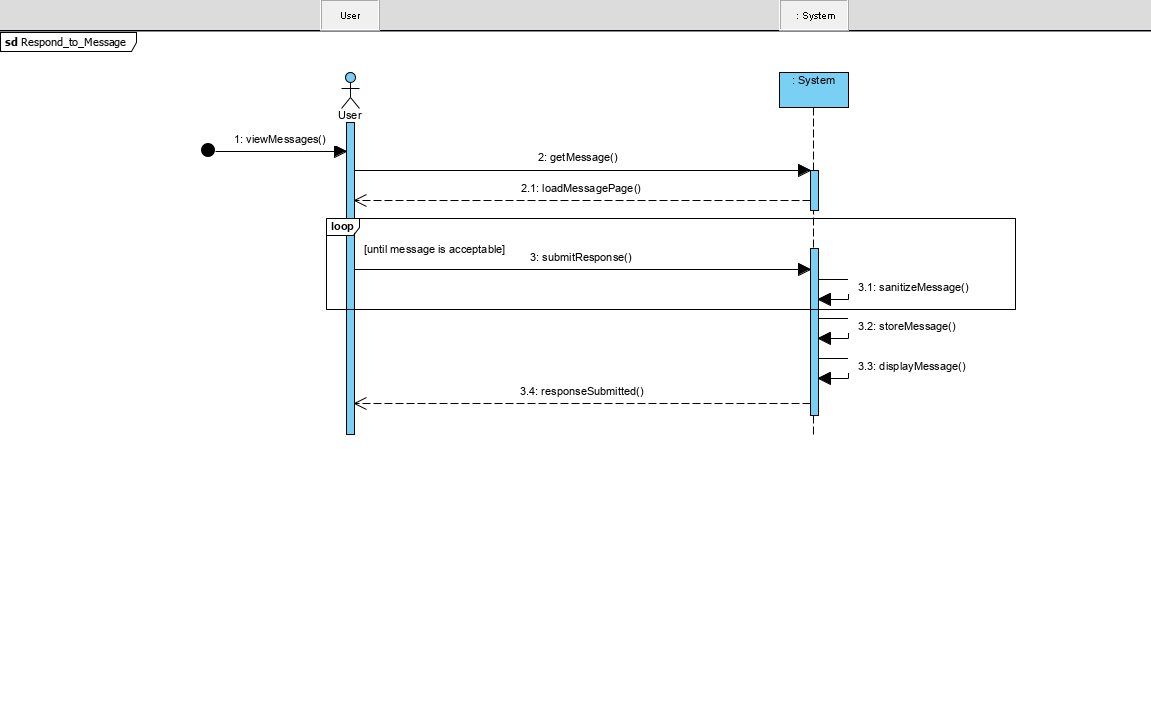 User
: System
sd Respond_to_Message
: System
User
1: viewMessages()
2: getMessage()
2.1: loadMessagePage()
loop
[until message is acceptable]
3: submitResponse()
3.1: sanitizeMessage()
3.2: storeMessage()
3.3: displayMessage()
3.4: responseSubmitted()